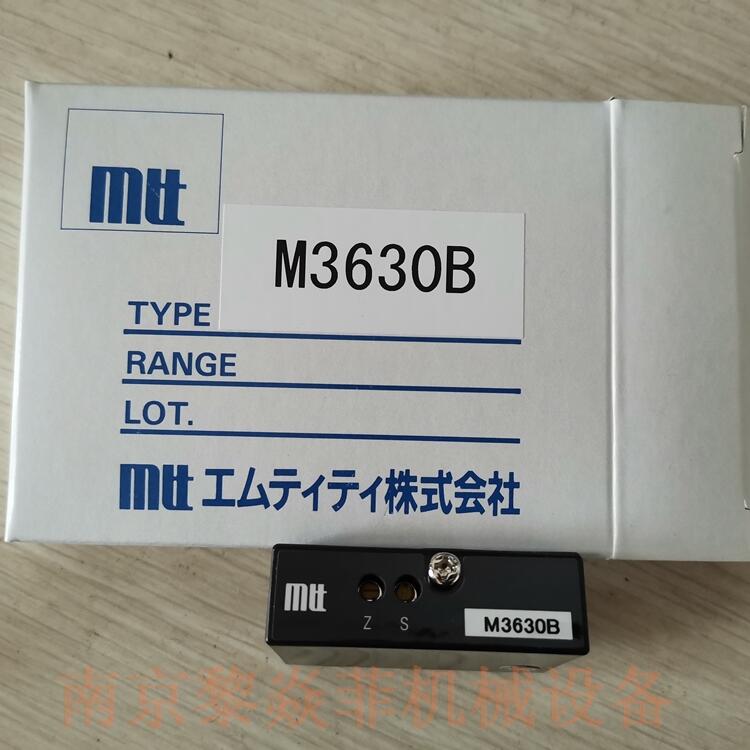 mtt
M3630B
TYPE
RANGE
LOT.
mtt エムティティ株式会社
mtt
Z S
M3630B
南京黎焱菲机械设备